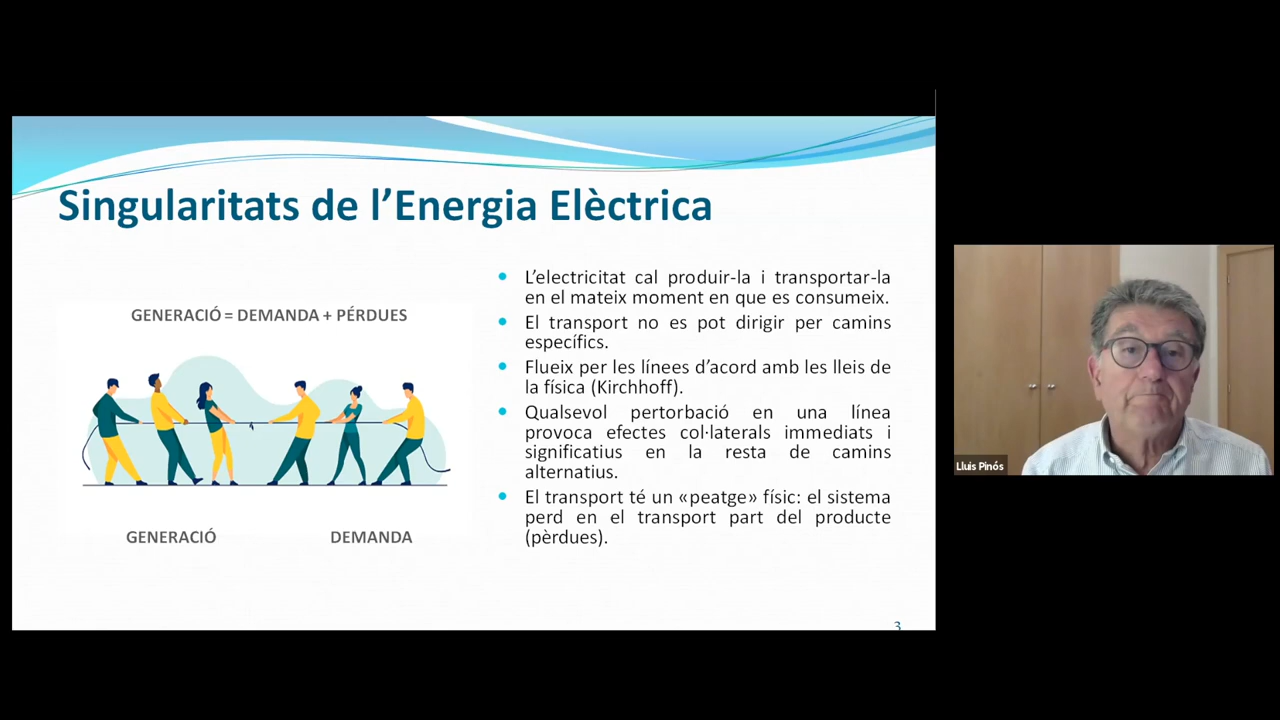 Singularitats de l’Energia Elèctrica
GENERACIÓ = DEMANDA + PÉRDUES
GENERACIÓ
DEMANDA
L’electricitat cal produir-la i transportar-la
en el mateix moment en que es consumeix.
El transport no es pot dirigir per camins
específics.
Flueix per les línees d’acord amb les lleis de
la física (Kirchhoff).
Qualsevol pertorbació en una línea
provoca efectes col·laterals immediats i
significatius en la resta de camins
alternatius.
El transport té un «peatge» físic: el sistema
perd en el transport part del producte
(pèrdues).
3
Lluis Pinós